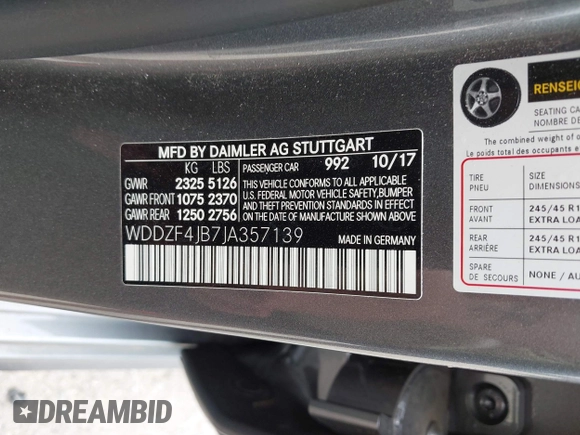 MFD BY DAIMLER AG STUTTGART
KG LBS PASSENGER CAR 992 10/17
GVWR 2325 5126
GAWR FRONT 1075 2370
GAWR REAR 1250 2756
THIS VEHICLE CONFORMS TO ALL APPLICABLE
U.S. FEDERAL MOTOR VEHICLE SAFETY, BUMPER
AND THEFT PREVENTION STANDARDS IN EFFECT
ON THE DATE OF MANUFACTURE SHOWN ABOVE.
WDDZF4JB7JA357139
MADE IN GERMANY
RENSEIG
SEATING CA
NOMBRE DE
The combined weight of o
Le poids total des occupants e
TIRE SIZE
PNEU DIMENSIONS
FRONT 245/45 R1
AVANT EXTRA LOA
REAR 245/45 R1
ARRIÈRE EXTRA LOA
SPARE NONE / AU
DE SECOURS
DREAMBID